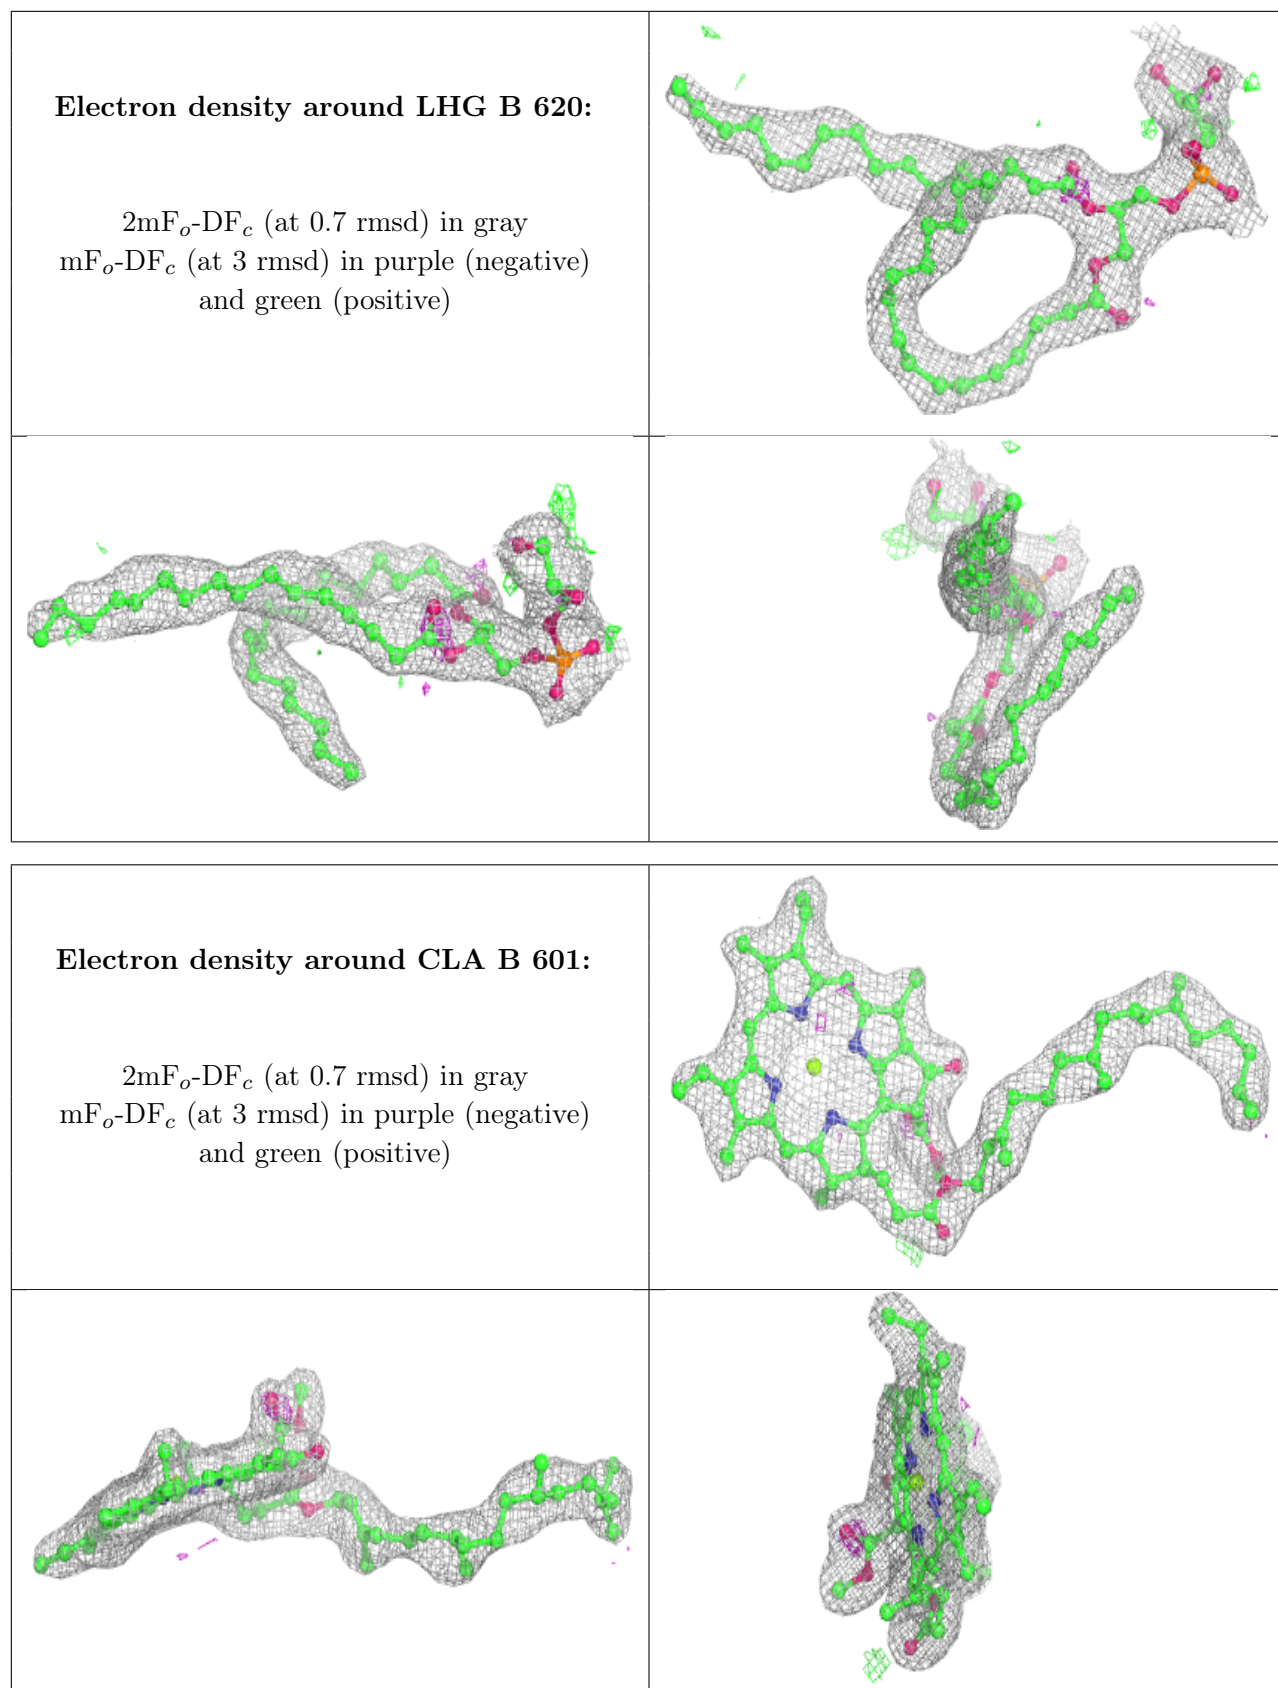 Electron density around LHG B 620:
2mFo-DFc (at 0.7 rmsd) in gray
mFo-DFc (at 3 rmsd) in purple (negative)
and green (positive)
Electron density around CLA B 601:
2mFo-DFc (at 0.7 rmsd) in gray
mFo-DFc (at 3 rmsd) in purple (negative)
and green (positive)